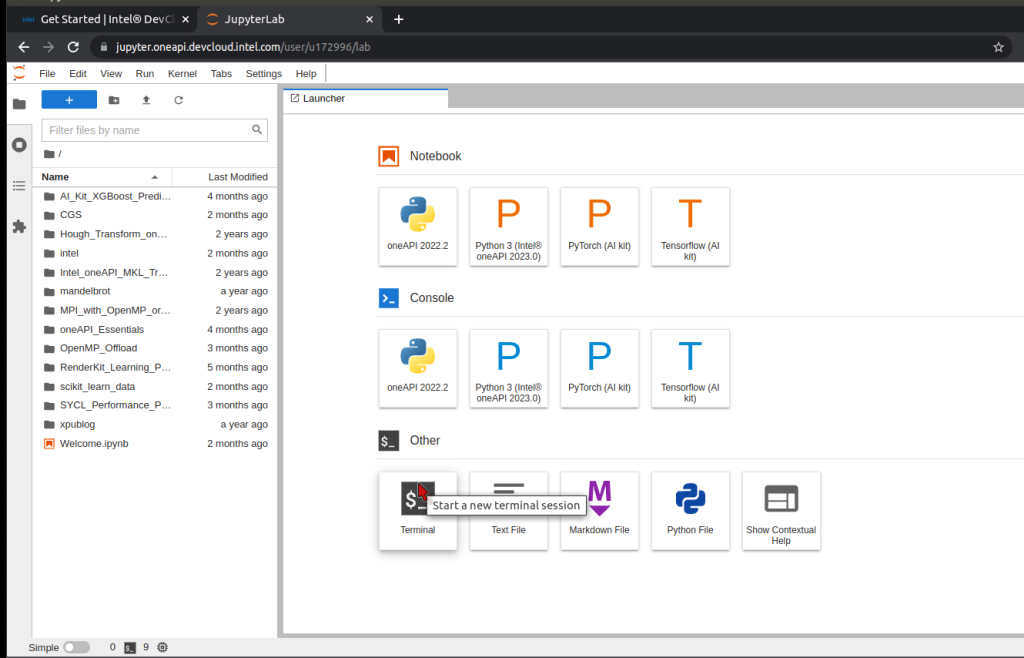 Get Started | Intel® DevCl
JupyterLab
jupyter.oneapi.devcloud.intel.com/user/u172996/lab
File Edit View Run Kernel Tabs Settings Help
Launcher
Filter files by name
/
Name Last Modified
AI_Kit_XGBoost_Predi... 4 months ago
CGS 2 months ago
Hough_Transform_on... 2 years ago
intel 2 months ago
Intel_oneAPI_MKL_Tr... 2 years ago
mandelbrot a year ago
MPI_with_OpenMP_or... 2 years ago
oneAPI_Essentials 4 months ago
OpenMP_Offload 3 months ago
RenderKit_Learning_P... 5 months ago
scikit_learn_data 2 months ago
SYCL_Performance_P... 3 months ago
xpublog a year ago
Welcome.ipynb 2 months ago
Notebook
oneAPI 2022.2
P
Python 3 (Intel®
oneAPI 2023.0)
P
PyTorch (AI kit)
T
Tensorflow (AI
kit)
Console
oneAPI 2022.2
P
Python 3 (Intel®
oneAPI 2023.0)
P
PyTorch (AI kit)
T
Tensorflow (AI
kit)
$_ Other
Terminal
Start a new terminal session
Text File
M
Markdown File
Python File
Show Contextual
Help
Simple 0 $_ 9